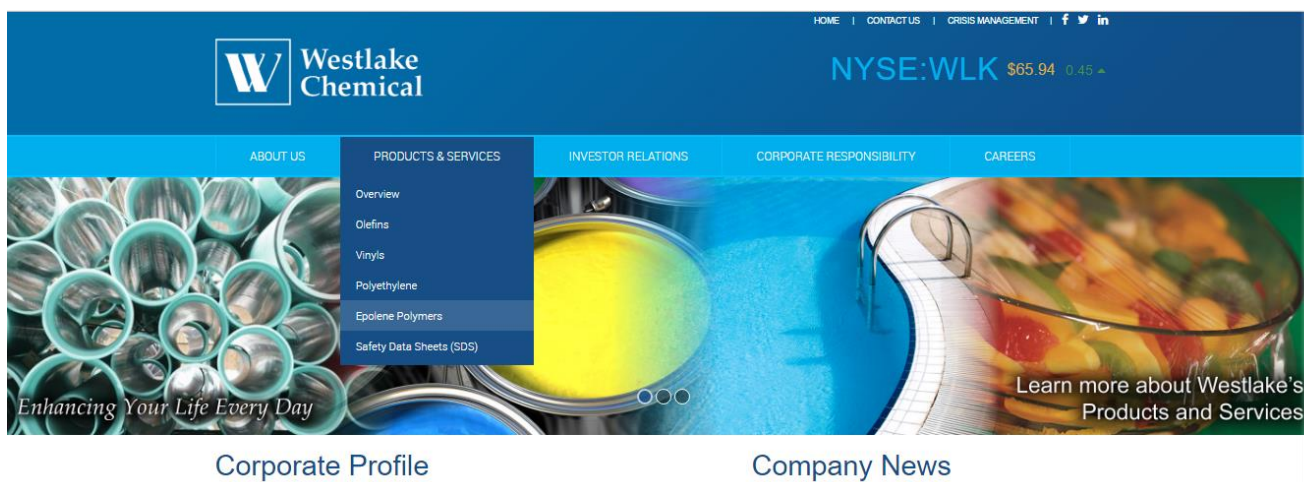 HOME | CONTACT US | CRISIS MANAGEMENT | f in
W Westlake
Chemical
NYSE:WLK $65.94 0.45
ABOUT US PRODUCTS & SERVICES INVESTOR RELATIONS CORPORATE RESPONSIBILITY CAREERS
Overview
Olefins
Vinyls
Polyethylene
Epolene Polymers
Safety Data Sheets (SDS)
Enhancing Your Life Every Day
Learn more about Westlake's
Products and Services
Corporate Profile Company News